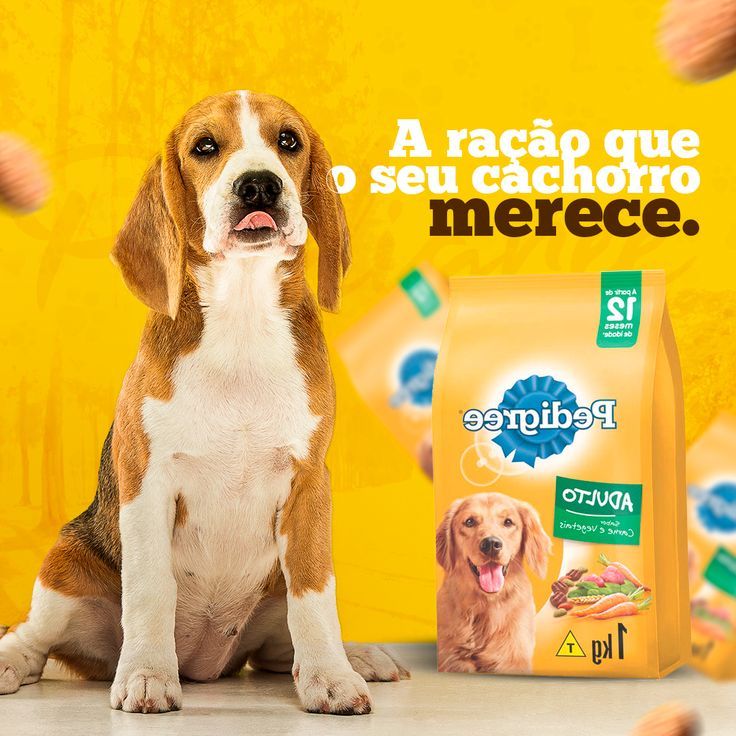 A ração que
o seu cachorro
merece.
A partir de
12
meses
de idade*
Pedigree®
ADULTO
Sabor
Carne e Vegetais
T
1kg